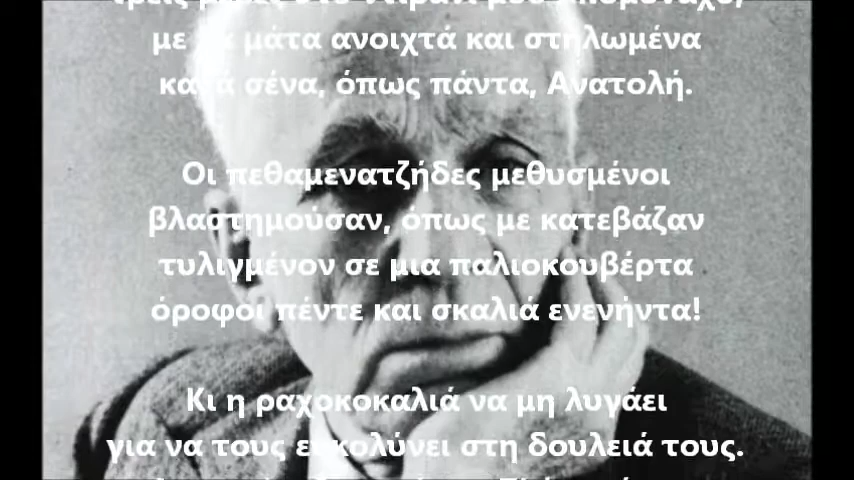 με τα μάτα ανοιχτά και στηλωμένα
κατά σένα, όπως πάντα, Ανατολή.
Οι πεθαμενατζήδες μεθυσμένοι
βλαστημούσαν, όπως με κατεβάζαν
τυλιγμένον σε μια παλιοκουβέρτα
όροφοι πέντε και σκαλιά ενενήντα!
Κι η ραχοκοκαλιά να μη λυγάει
για να τους ευκολύνει στη δουλειά τους.